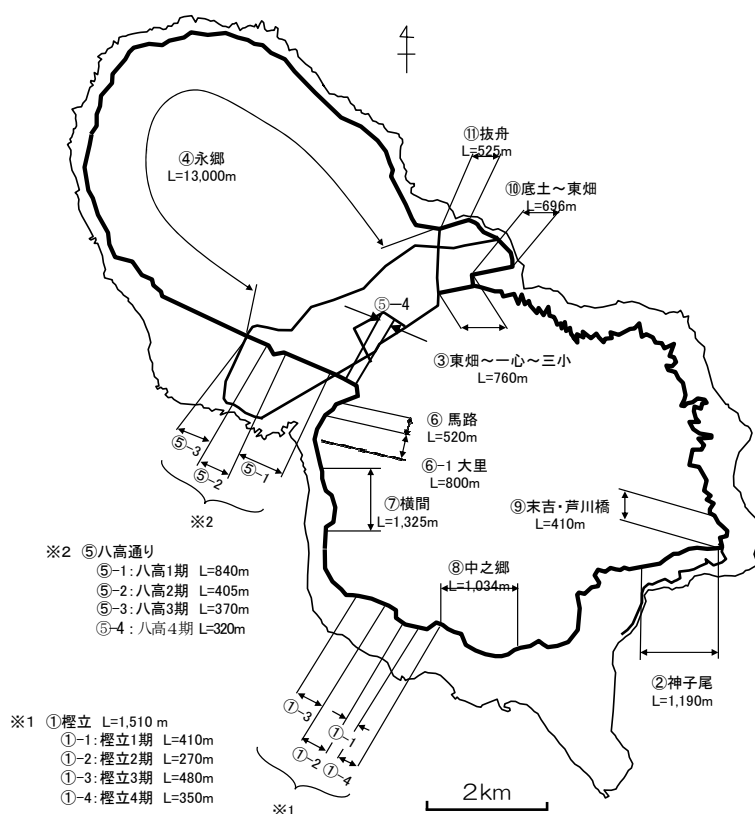 4
⑪抜舟
L=525m
⑩底土～東畑
L=696m
④永郷
L=13,000m
⑤-4
③東畑～一心～三小
L=760m
⑥ 馬路
L=520m
⑥-1 大里
L=800m
⑤-3
⑤-2
⑤-1
※2
⑦横間
L=1,325m
⑨末吉・芦川橋
L=410m
※2 ⑤八高通り
⑤-1:八高1期 L=840m
⑤-2:八高2期 L=405m
⑤-3:八高3期 L=370m
⑤-4：八高４期 L=320m
⑧中之郷
L=1,034m
②神子尾
L=1,190m
※1 ①樫立 L=1,510 m
①-1:樫立1期 L=410m
①-2:樫立2期 L=270m
①-3:樫立3期 L=480m
①-4:樫立4期 L=350m
①-3
①-1
①-2
①-4
※1
2km